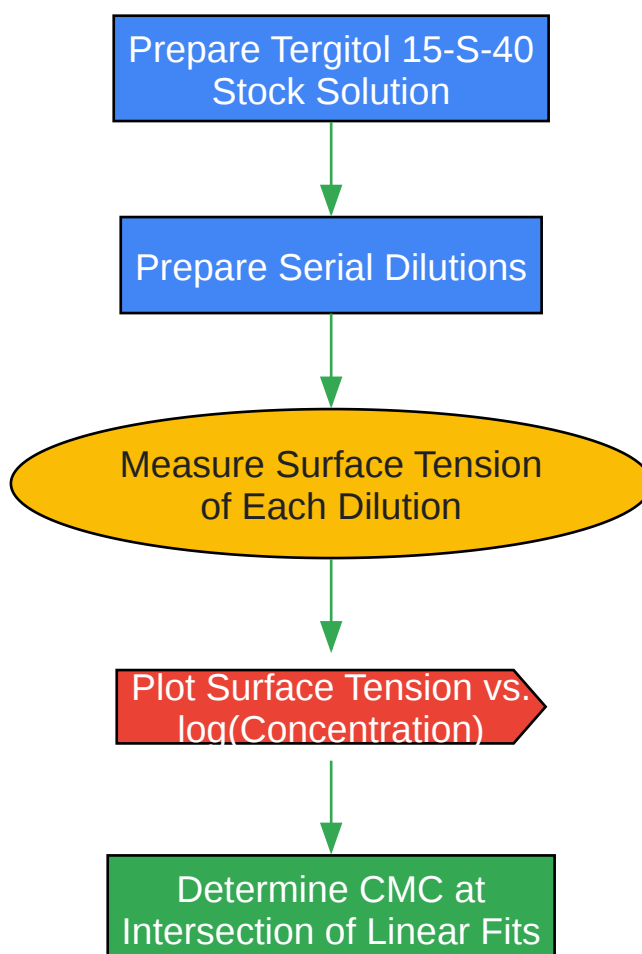 Prepare Tergitol 15-S-40
Stock Solution
Prepare Serial Dilutions
Measure Surface Tension
of Each Dilution
Plot Surface Tension vs.
log(Concentration)
Determine CMC at
Intersection of Linear Fits